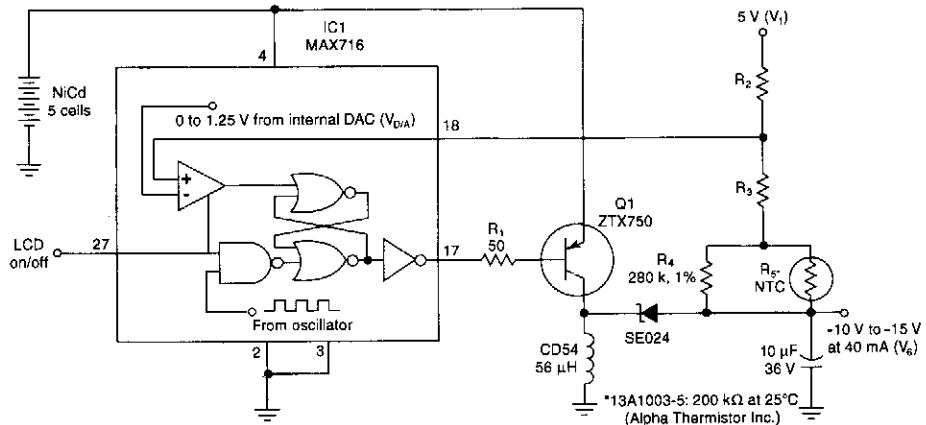 IC1
MAX716
5 V (V₁)
4
NiCd
5 cells
R₂
0 to 1.25 V from internal DAC (V_D/A)
18
+
-
R₃
Q1
ZTX750
LCD
on/off
27
17
R₁
50
R₄
280 k, 1%
R₅*
NTC
From oscillator
SE024
-10 V to -15 V
at 40 mA (V₆)
2
3
CD54
56 μH
10 μF
36 V
*13A1003-5: 200 kΩ at 25°C
(Alpha Thermistor Inc.)